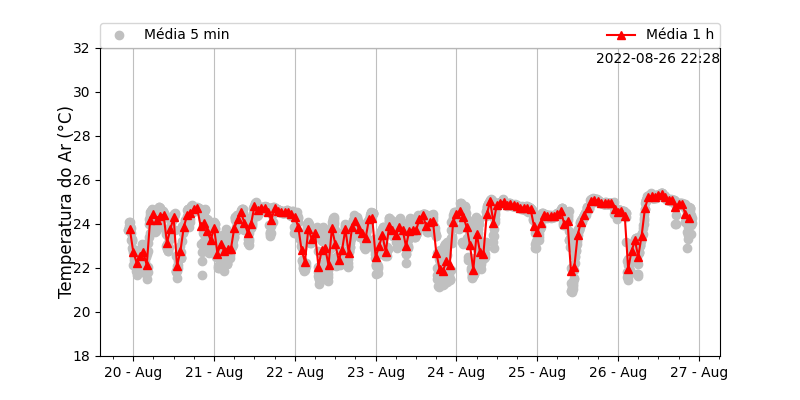 Média 5 min
Média 1 h
2022-08-26 22:28
Temperatura do Ar (°C)
32
30
28
26
24
22
20
18
20 - Aug
21 - Aug
22 - Aug
23 - Aug
24 - Aug
25 - Aug
26 - Aug
27 - Aug